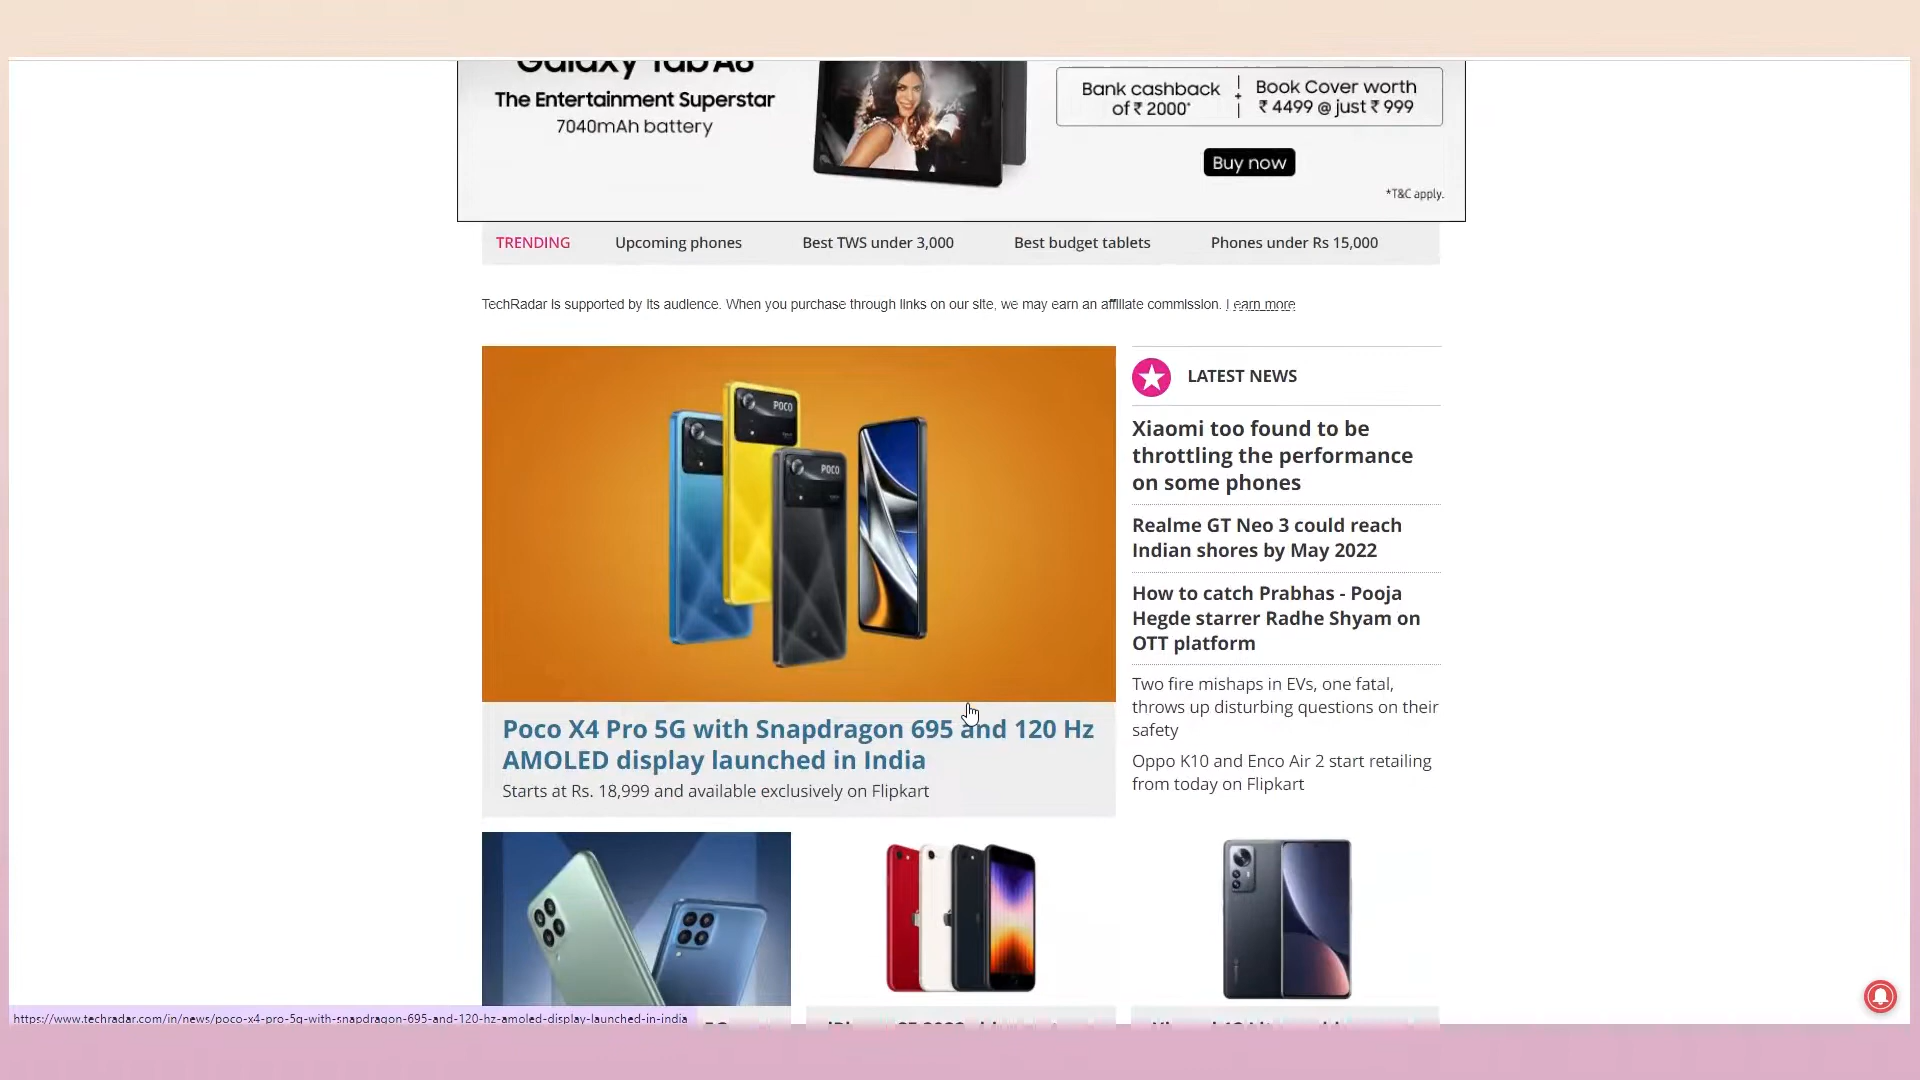 Galaxy Tab A8
The Entertainment Superstar
7040mAh battery
Bank cashback
of ₹ 2000*
+
Book Cover worth
₹ 4499 @ just ₹ 999
Buy now
*T&C apply.
TRENDING
Upcoming phones
Best TWS under 3,000
Best budget tablets
Phones under Rs 15,000
TechRadar is supported by its audience. When you purchase through links on our site, we may earn an affiliate commission. Learn more
POCO
POCO
Poco X4 Pro 5G with Snapdragon 695 and 120 Hz
AMOLED display launched in India
Starts at Rs. 18,999 and available exclusively on Flipkart
LATEST NEWS
Xiaomi too found to be
throttling the performance
on some phones
Realme GT Neo 3 could reach
Indian shores by May 2022
How to catch Prabhas - Pooja
Hegde starrer Radhe Shyam on
OTT platform
Two fire mishaps in EVs, one fatal,
throws up disturbing questions on their
safety
Oppo K10 and Enco Air 2 start retailing
from today on Flipkart
https://www.techradar.com/in/news/poco-x4-pro-5g-with-snapdragon-695-and-120-hz-amoled-display-launched-in-india